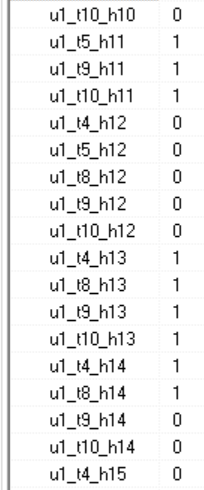 u1_t10_h10 0
u1_t5_h11 1
u1_t9_h11 1
u1_t10_h11 1
u1_t4_h12 0
u1_t5_h12 0
u1_t8_h12 0
u1_t9_h12 0
u1_t10_h12 0
u1_t4_h13 1
u1_t8_h13 1
u1_t9_h13 1
u1_t10_h13 1
u1_t4_h14 1
u1_t8_h14 1
u1_t9_h14 0
u1_t10_h14 0
u1_t4_h15 0